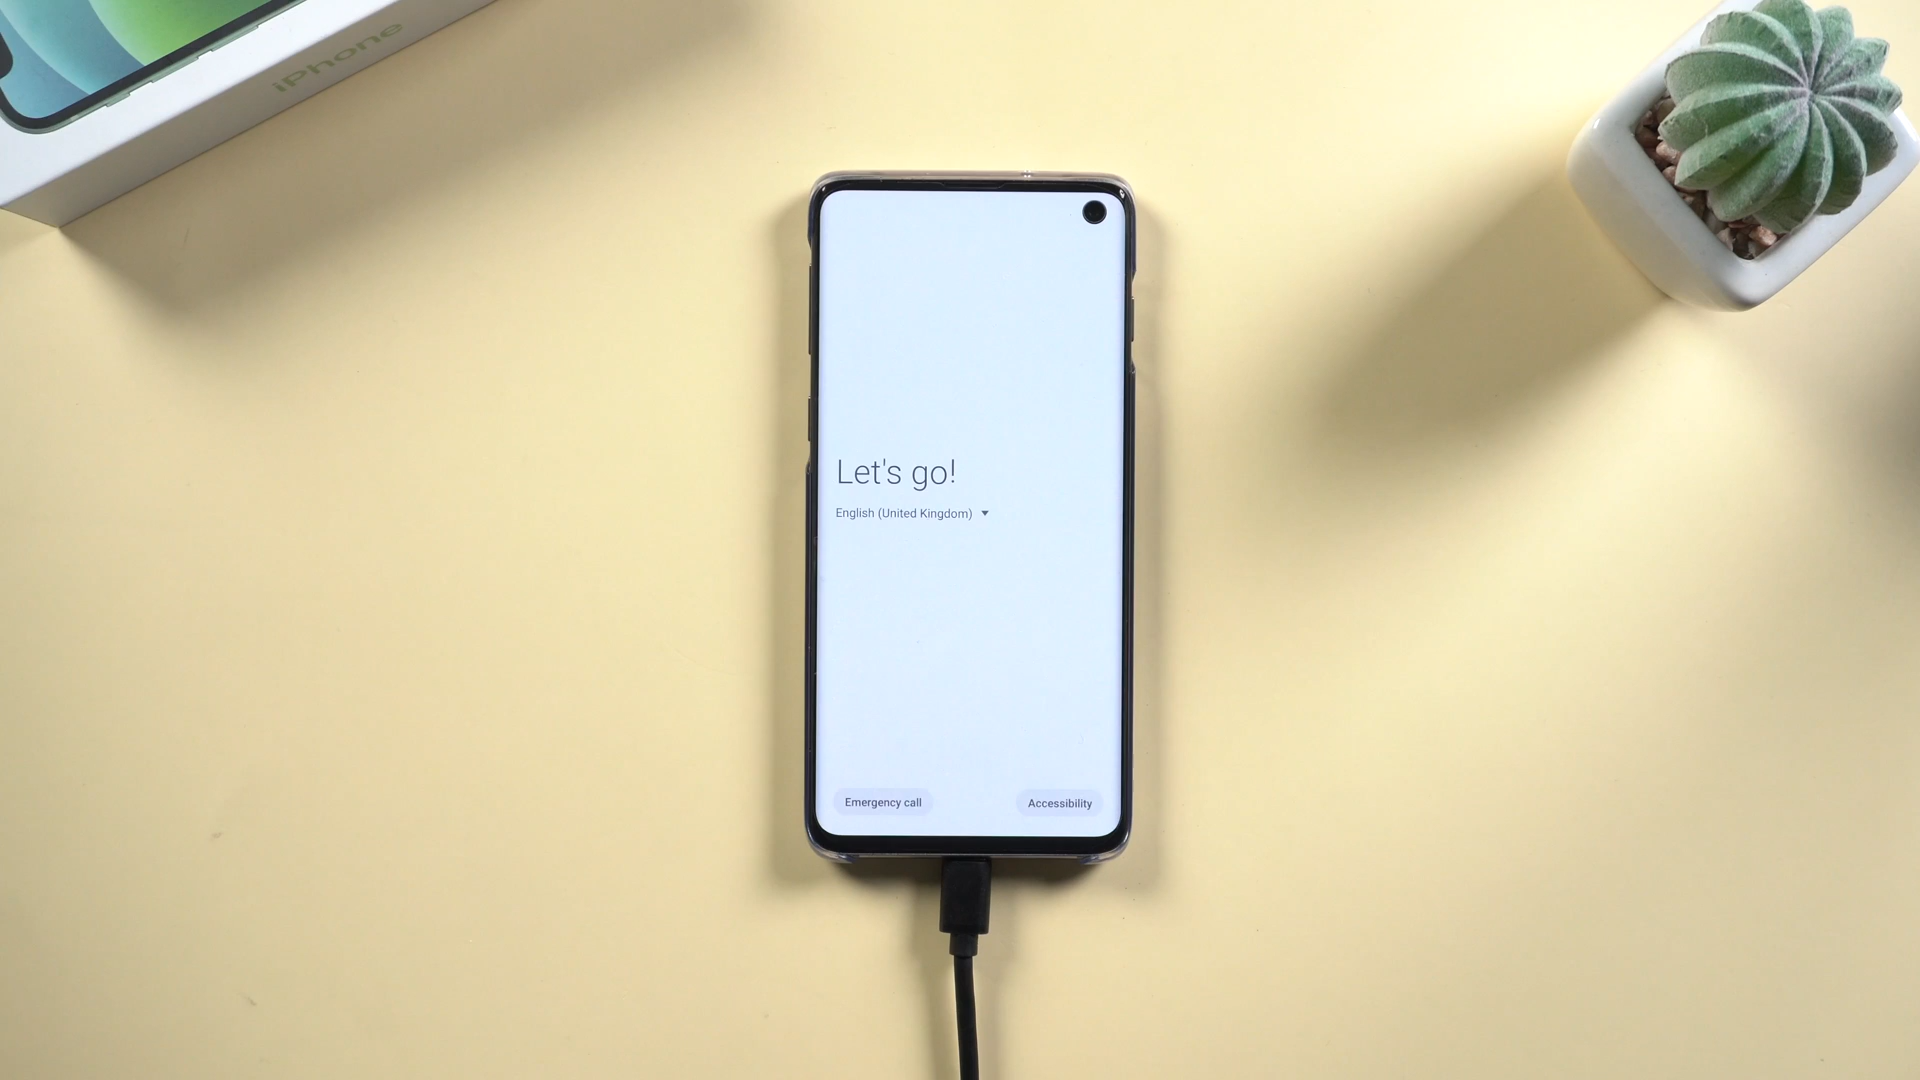 iPhone
Let's go!
English (United Kingdom)
Emergency call
Accessibility